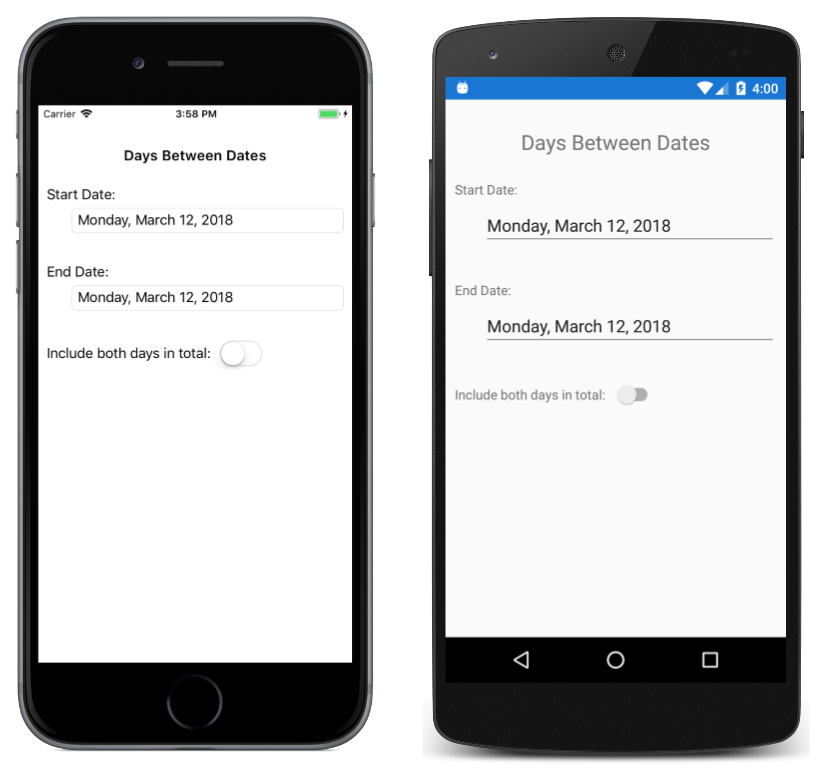 Carrier 3:58 PM
Days Between Dates
Start Date:
Monday, March 12, 2018
End Date:
Monday, March 12, 2018
Include both days in total:
4:00
Days Between Dates
Start Date:
Monday, March 12, 2018
End Date:
Monday, March 12, 2018
Include both days in total: